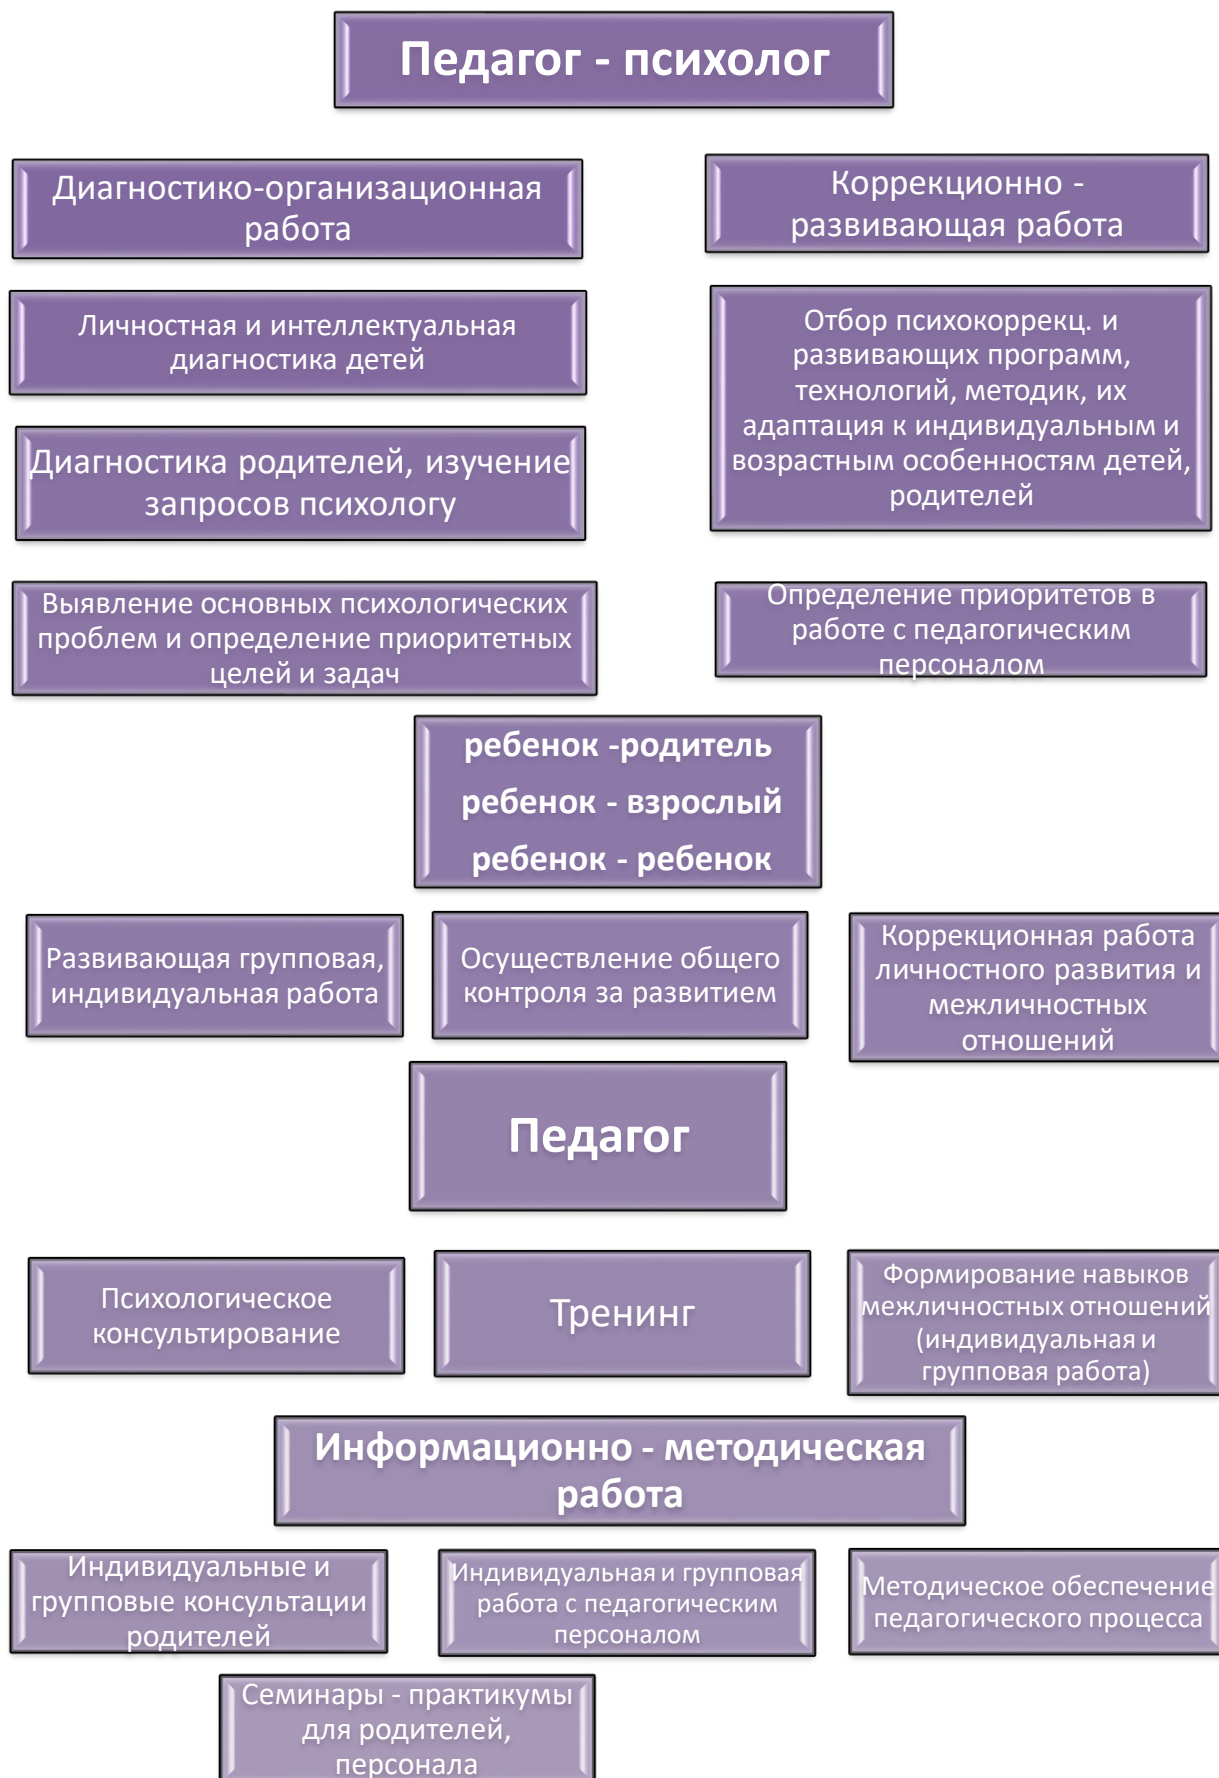 Педагог - психолог
Диагностико-организационная
работа
Коррекционно -
развивающая работа
Личностная и интеллектуальная
диагностика детей
Отбор психокоррекц. и
развивающих программ,
технологий, методик, их
адаптация к индивидуальным и
возрастным особенностям детей,
родителей
Диагностика родителей, изучение
запросов психологу
Выявление основных психологических
проблем и определение приоритетных
целей и задач
Определение приоритетов в
работе с педагогическим
персоналом
ребенок -родитель
ребенок - взрослый
ребенок - ребенок
Развивающая групповая,
индивидуальная работа
Осуществление общего
контроля за развитием
Коррекционная работа
личностного развития и
межличностных
отношений
Педагог
Психологическое
консультирование
Тренинг
Формирование навыков
межличностных отношений
(индивидуальная и
групповая работа)
Информационно - методическая
работа
Индивидуальные и
групповые консультации
родителей
Индивидуальная и групповая
работа с педагогическим
персоналом
Методическое обеспечение
педагогического процесса
Семинары - практикумы
для родителей,
персонала